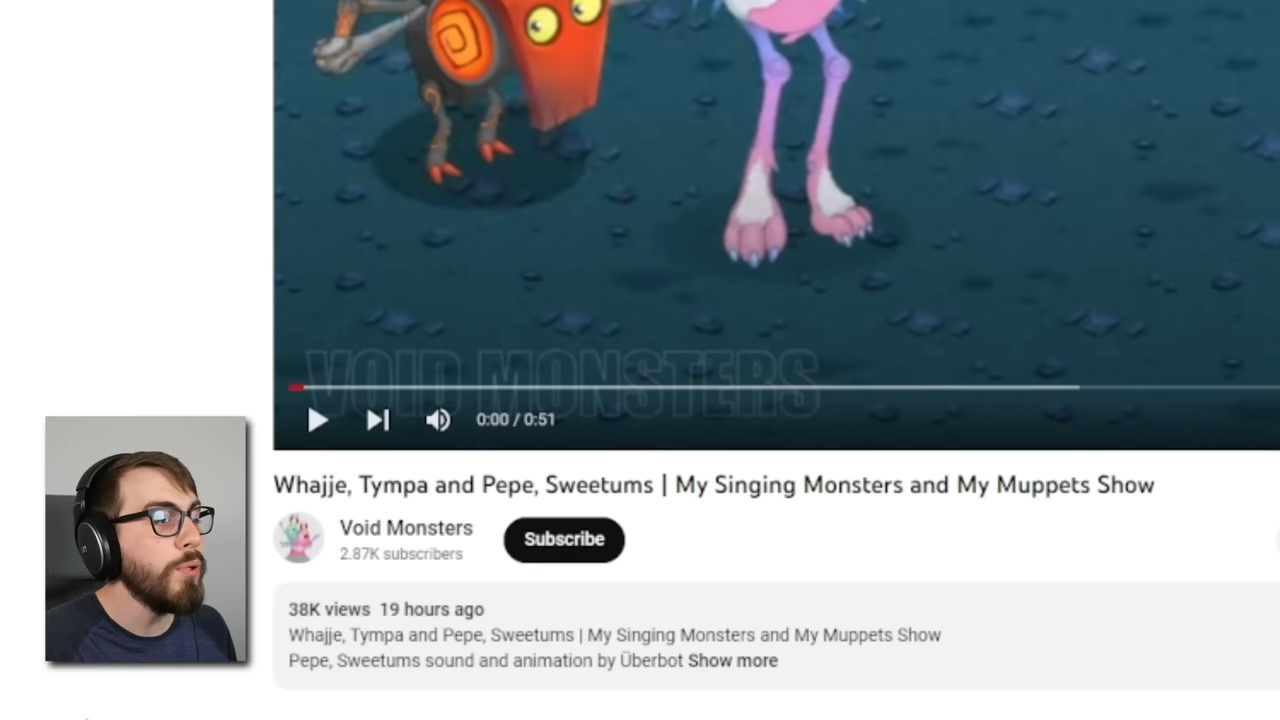 VOID MONSTERS
0:00 / 0:51
Whajje, Tympa and Pepe, Sweetums | My Singing Monsters and My Muppets Show
Void Monsters
2.87K subscribers
Subscribe
38K views 19 hours ago
Whajje, Tympa and Pepe, Sweetums | My Singing Monsters and My Muppets Show
Pepe, Sweetums sound and animation by Überbot Show more